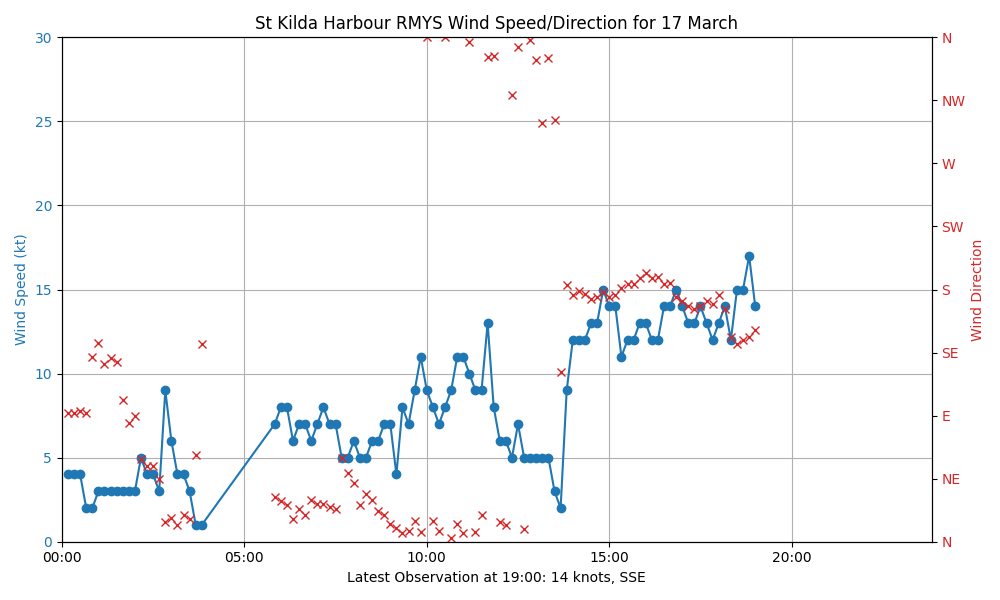 St Kilda Harbour RMYS Wind Speed/Direction for 17 March
30
25
20
15
10
5
0
Wind Speed (kt)
N
NW
W
SW
S
SE
E
NE
N
Wind Direction
00:00 05:00 10:00 15:00 20:00
Latest Observation at 19:00: 14 knots, SSE